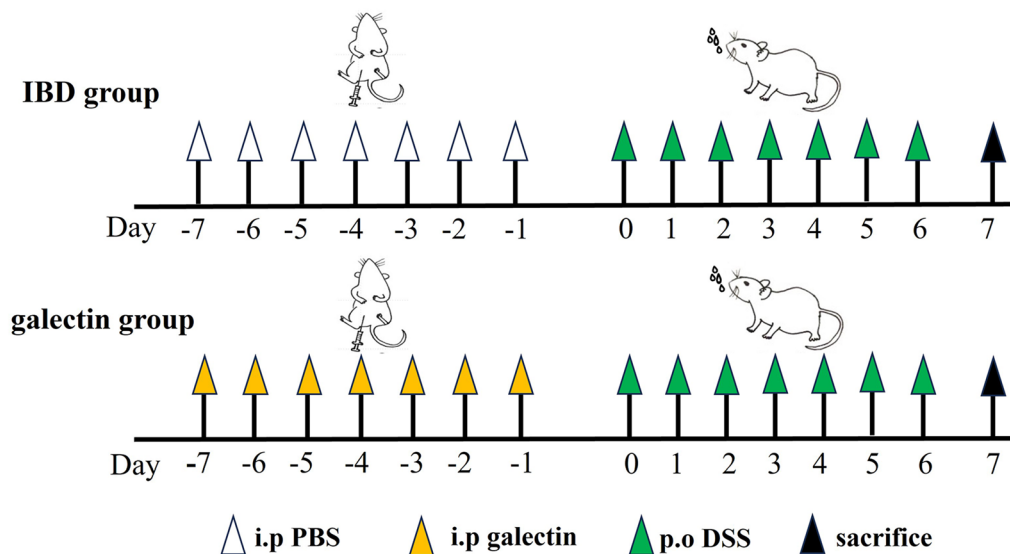 IBD group
Day -7 -6 -5 -4 -3 -2 -1 0 1 2 3 4 5 6 7
galectin group
Day -7 -6 -5 -4 -3 -2 -1 0 1 2 3 4 5 6 7
i.p PBS i.p galectin p.o DSS sacrifice